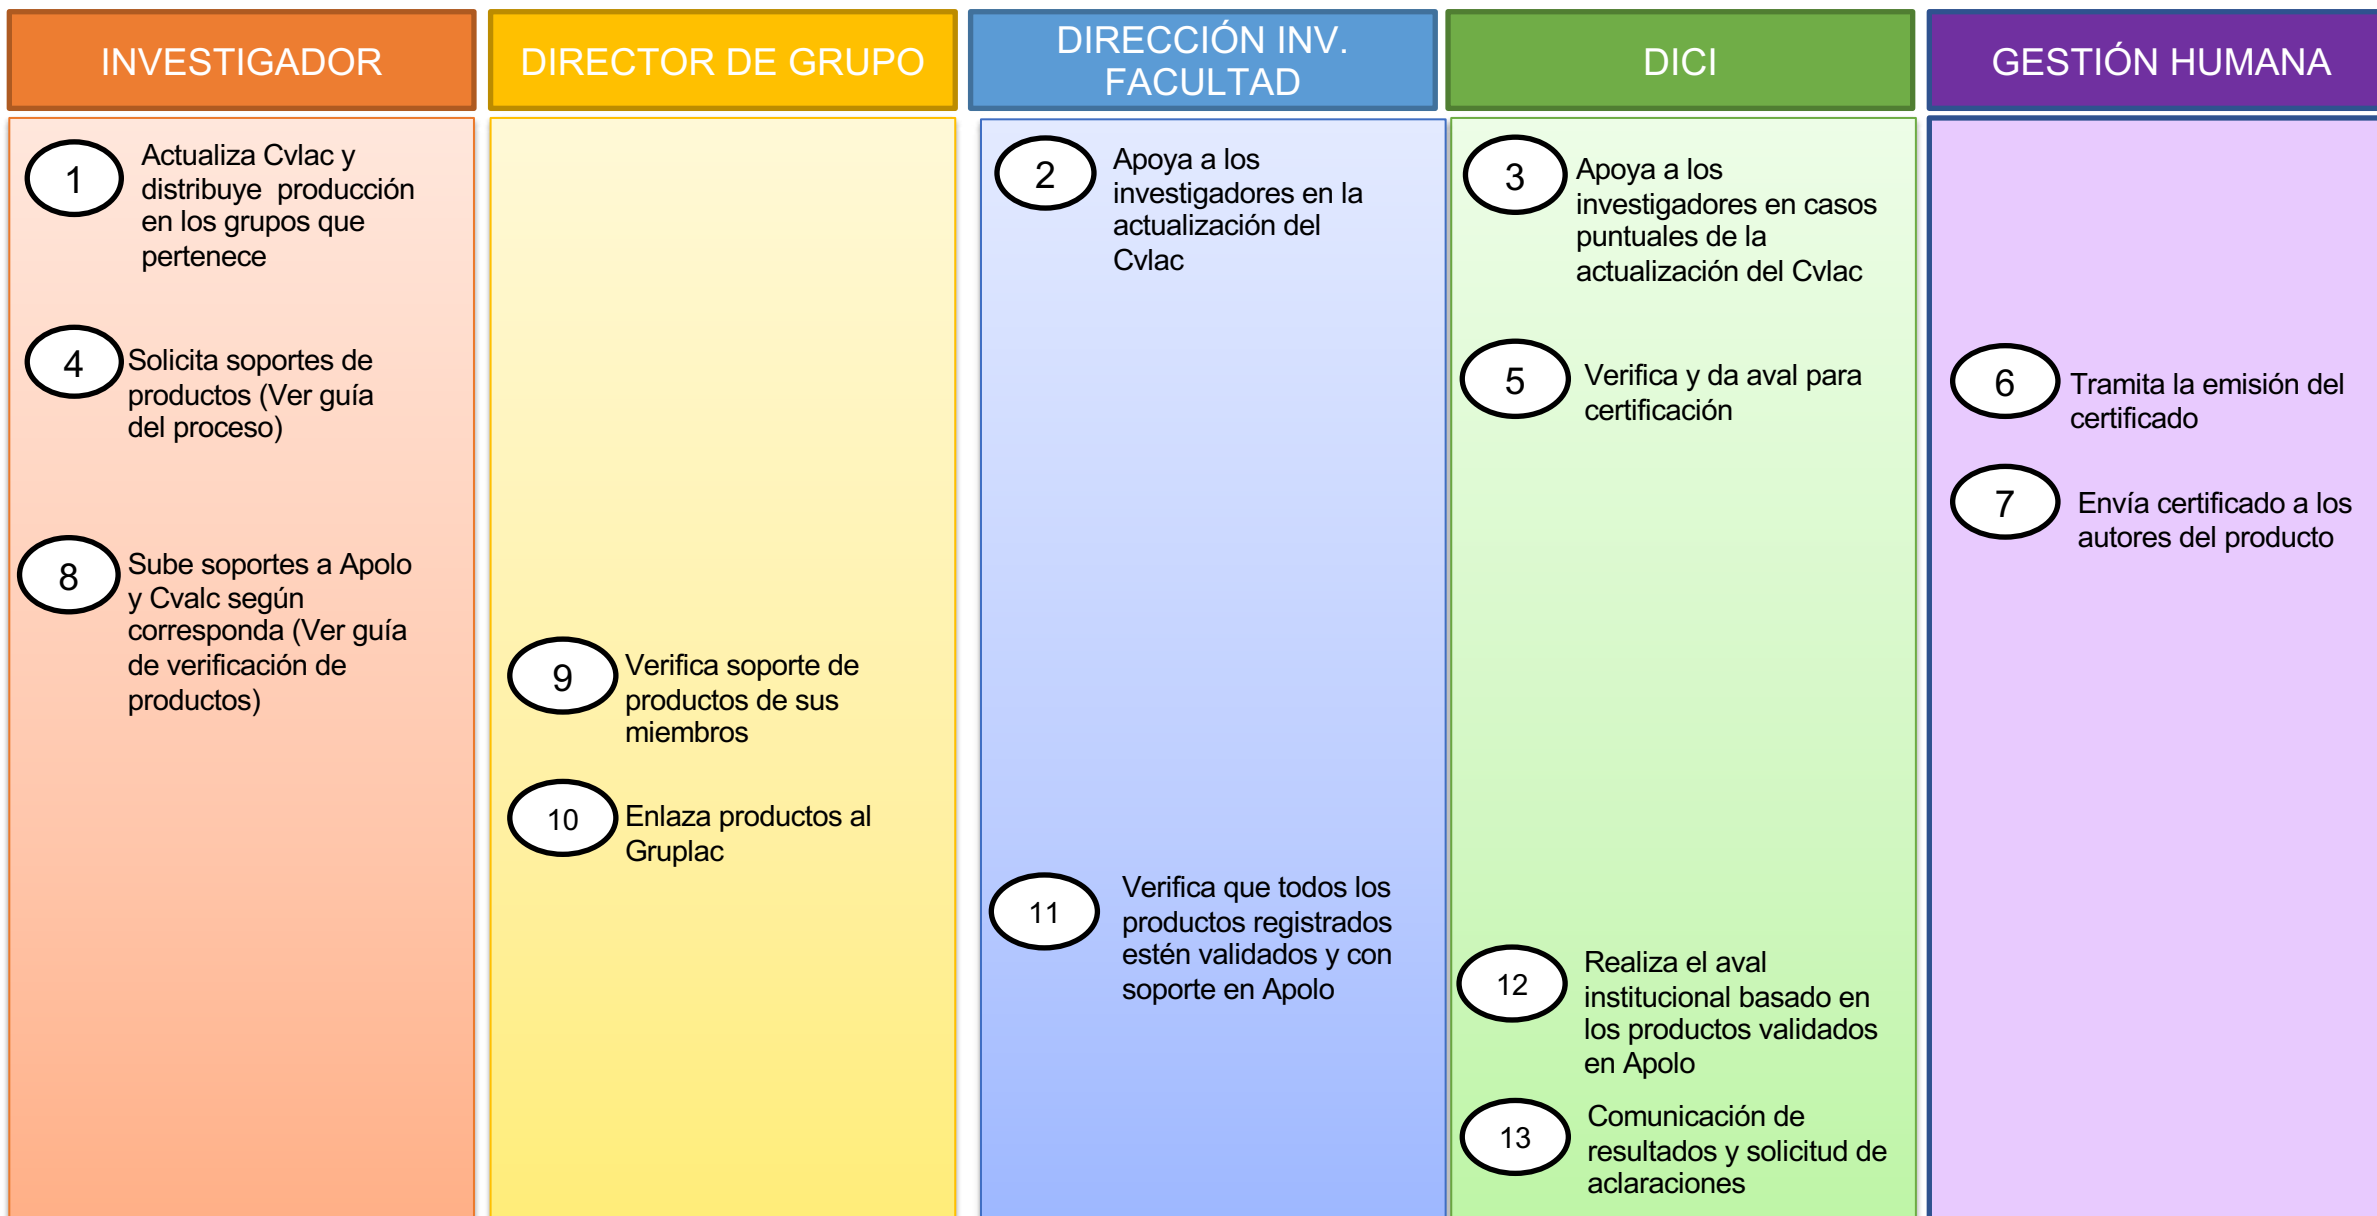 INVESTIGADOR
DIRECTOR DE GRUPO
DIRECCIÓN INV.
FACULTAD
DICI
GESTIÓN HUMANA
1
Actualiza Cvlac y
distribuye  producción
en los grupos que
pertenece
4
Solicita soportes de
productos (Ver guía
del proceso)
8
Sube soportes a Apolo
y Cvalc según
corresponda (Ver guía
de verificación de
productos)
9
Verifica soporte de
productos de sus
miembros
10
Enlaza productos al
Gruplac
2
Apoya a los
investigadores en la
actualización del
Cvlac
11
Verifica que todos los
productos registrados
estén validados y con
soporte en Apolo
3
Apoya a los
investigadores en casos
puntuales de la
actualización del Cvlac
5
Verifica y da aval para
certificación
12
Realiza el aval
institucional basado en
los productos validados
en Apolo
13
Comunicación de
resultados y solicitud de
aclaraciones
6
Tramita la emisión del
certificado
7
Envía certificado a los
autores del producto